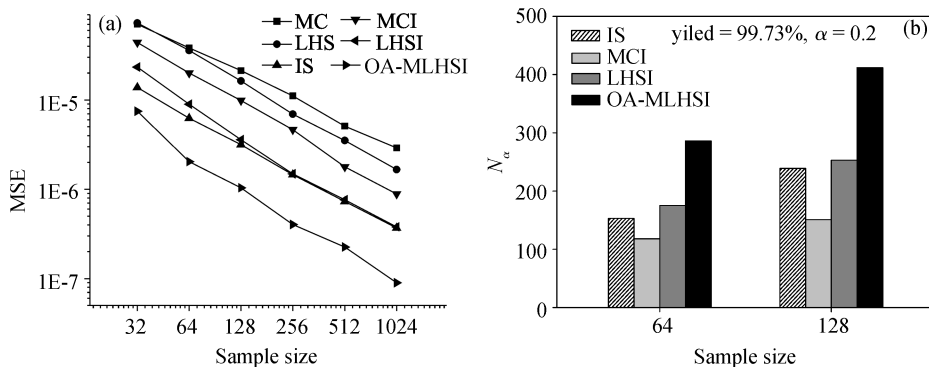 (a)
MC
MCI
LHS
LHSI
IS
OA-MLHSI
MSE
1E-5
1E-6
1E-7
32 64 128 256 512 1024
Sample size
(b)
yiled = 99.73%, α = 0.2
IS
MCI
LHSI
OA-MLHSI
Nα
500
400
300
200
100
0
64 128
Sample size